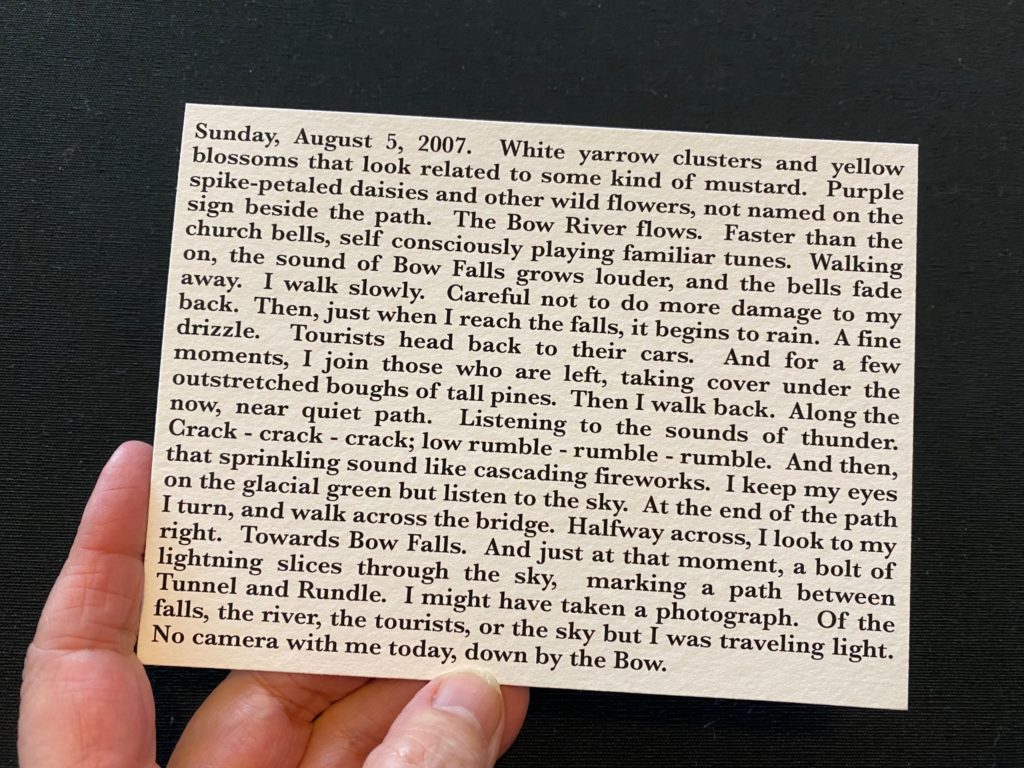 Sunday, August 5, 2007.  White yarrow clusters and yellow
blossoms that look related to some kind of mustard.  Purple
spike-petaled daisies and other wild flowers, not named on the
sign beside the path.  The Bow River flows.  Faster than the
church bells, self consciously playing familiar tunes.  Walking
on, the sound of Bow Falls grows louder, and the bells fade
away.  I walk slowly.  Careful not to do more damage to my
back.  Then, just when I reach the falls, it begins to rain.  A fine
drizzle.  Tourists head back to their cars.  And for a few
moments, I join those who are left, taking cover under the
outstretched boughs of tall pines.  Then I walk back.  Along the
now, near quiet path.  Listening to the sounds of thunder.
Crack - crack - crack; low rumble - rumble - rumble.  And then,
that sprinkling sound like cascading fireworks.  I keep my eyes
on the glacial green but listen to the sky.  At the end of the path
I turn, and walk across the bridge.  Halfway across, I look to my
right.  Towards Bow Falls.  And just at that moment, a bolt of
lightning slices through the sky,  marking a path between
Tunnel and Rundle.  I might have taken a photograph.  Of the
falls, the river, the tourists, or the sky but I was traveling light.
No camera with me today, down by the Bow.